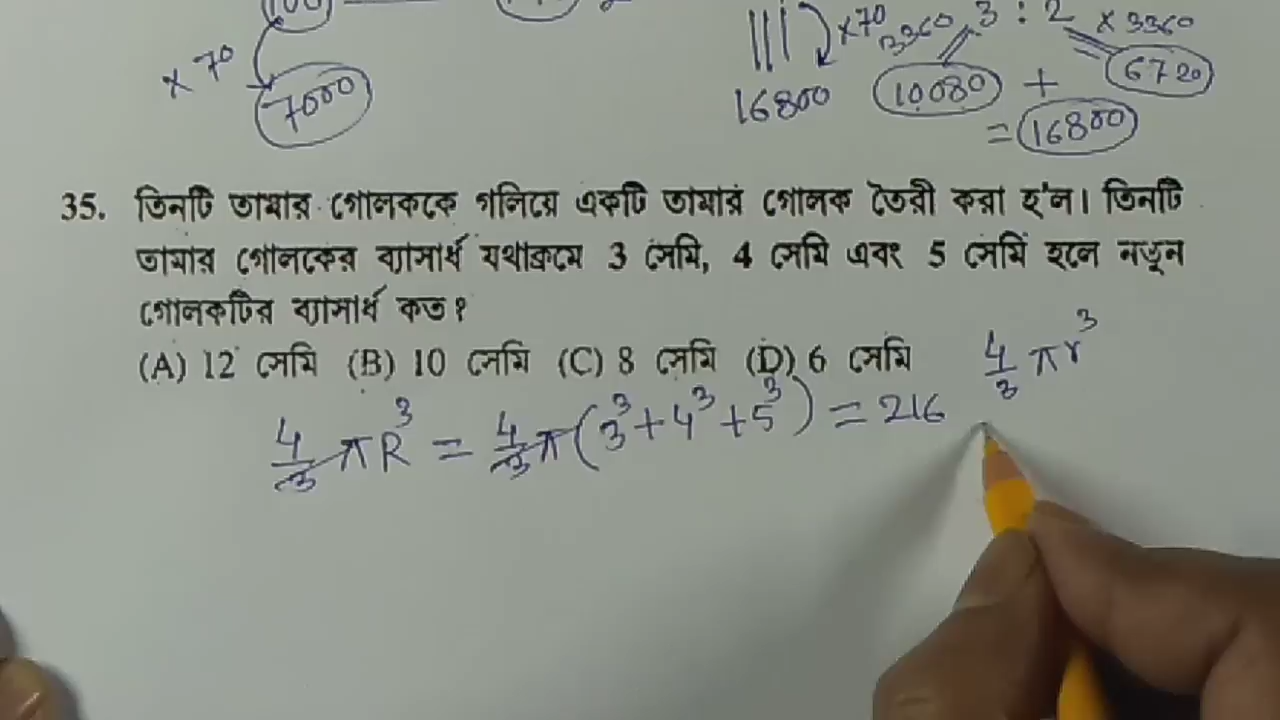 × 70
7000
×70
3360 3 : 2 × 3360
16800 10080 + 6720
= 16800
35. তিনটি তামার গোলককে গলিয়ে একটি তামার গোলক তৈরী করা হ'ল। তিনটি
তামার গোলকের ব্যাসার্ধ যথাক্রমে 3 সেমি, 4 সেমি এবং 5 সেমি হলে নতুন
গোলকটির ব্যাসার্ধ কত?
(A) 12 সেমি (B) 10 সেমি (C) 8 সেমি (D) 6 সেমি
4/3 πr³
4/3 πR³ = 4/3 π(3³+4³+5³) = 216